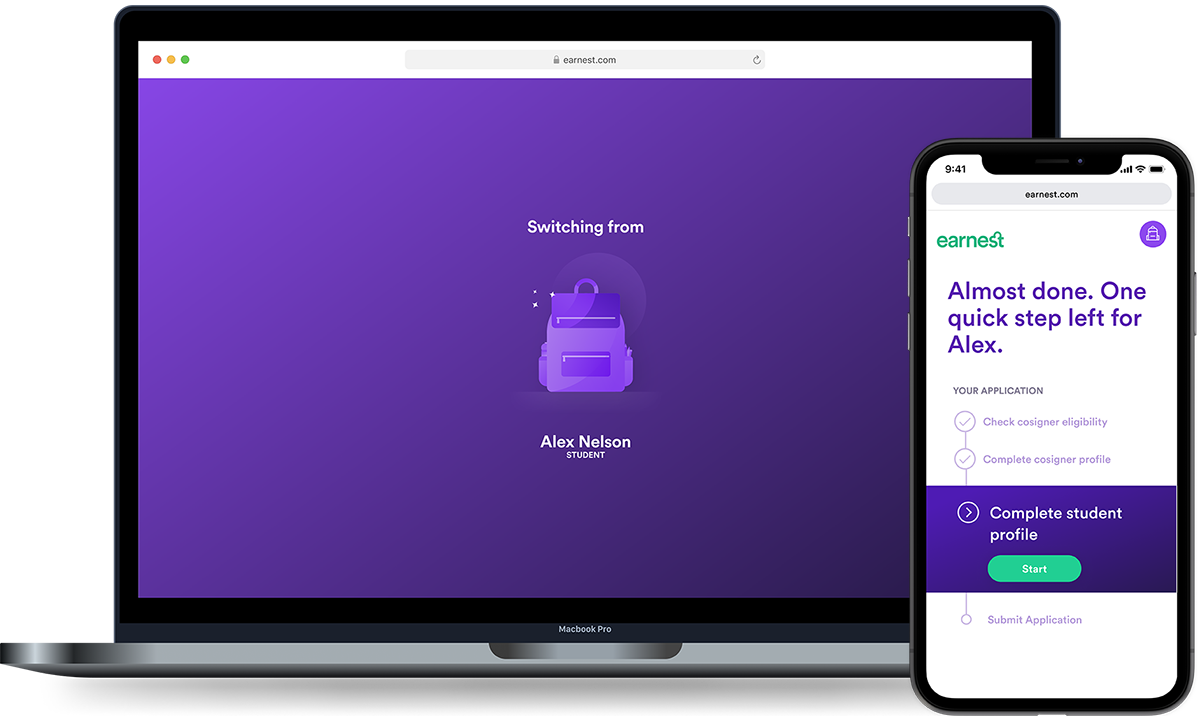 earnest.com
Switching from
Alex Nelson
STUDENT
Macbook Pro
9:41
earnest.com
earnest
Almost done. One
quick step left for
Alex.
YOUR APPLICATION
Check cosigner eligibility
Complete cosigner profile
Complete student
profile
Start
Submit Application